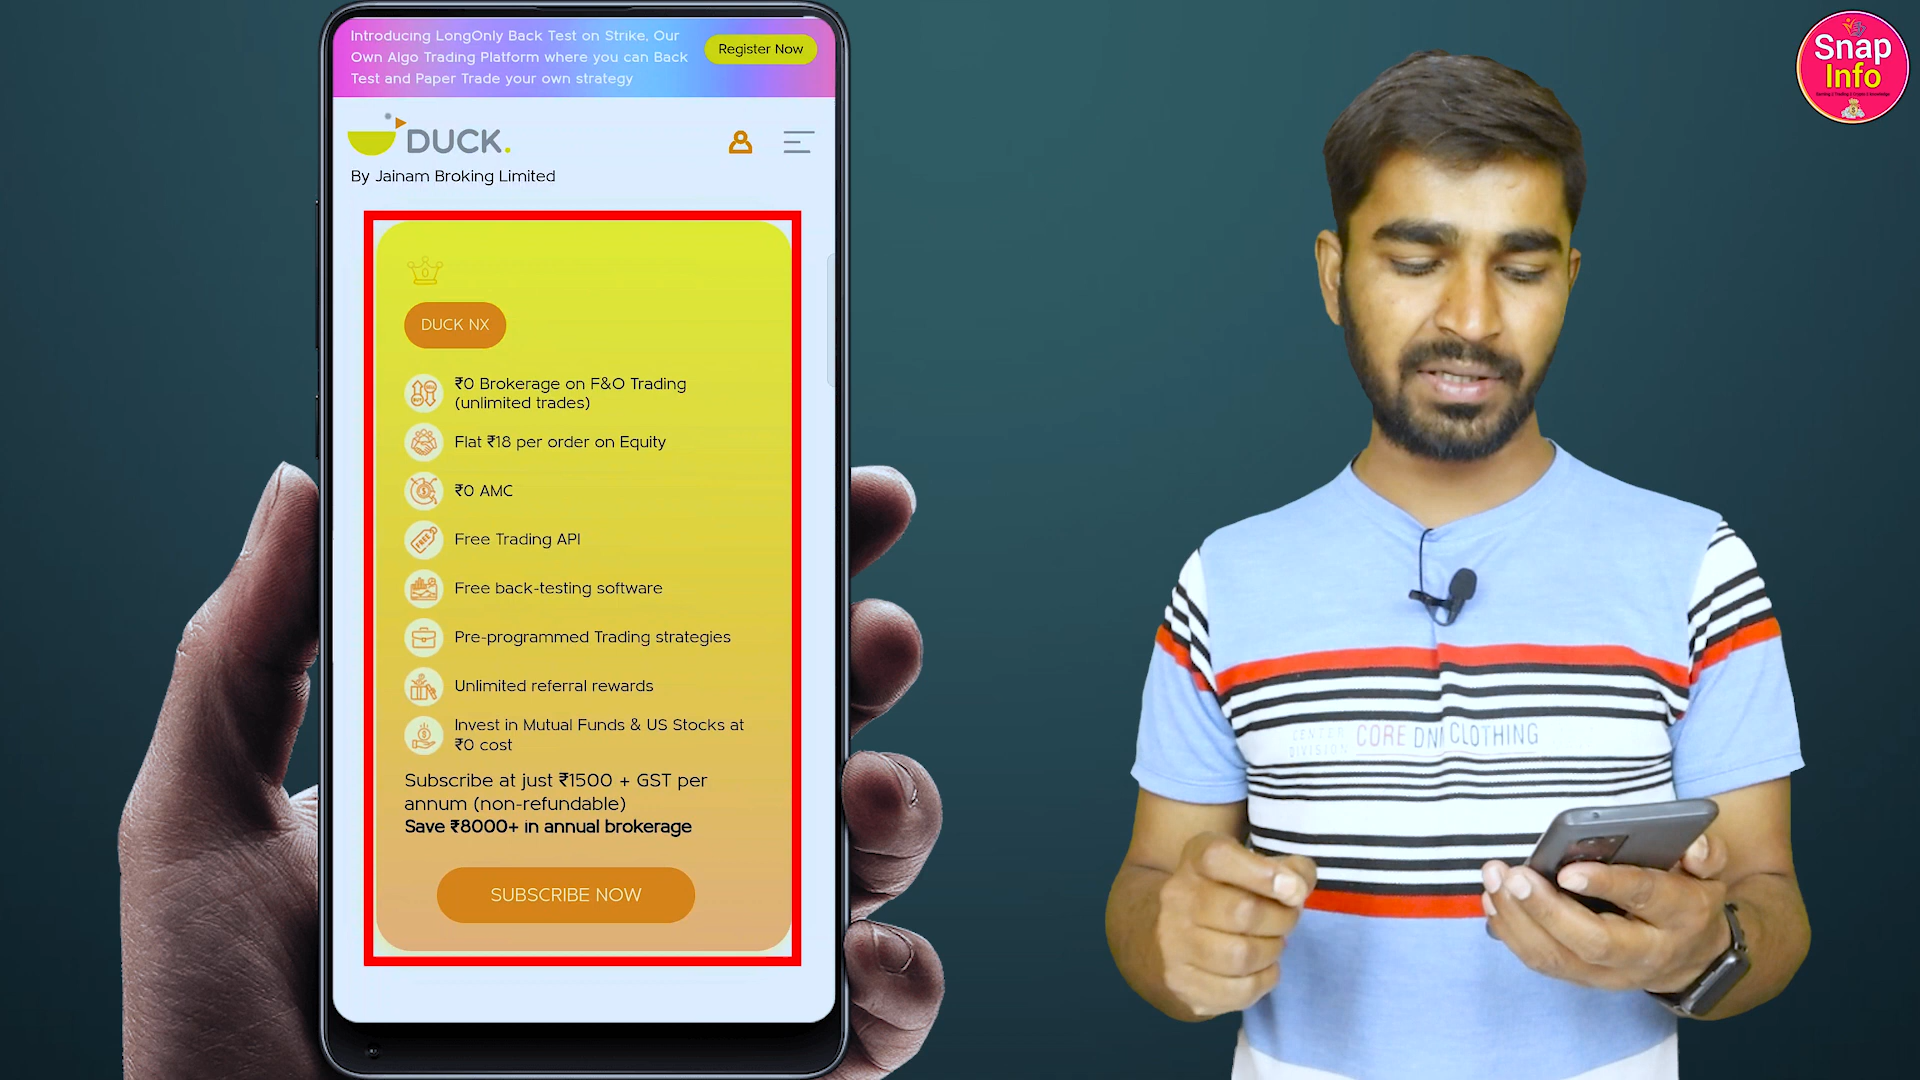 Introducing LongOnly Back Test on Strike, Our
Own Algo Trading Platform where you can Back
Test and Paper Trade your own strategy
Register Now
DUCK.
By Jainam Broking Limited
DUCK NX
₹0 Brokerage on F&O Trading
(unlimited trades)
Flat ₹18 per order on Equity
₹0 AMC
Free Trading API
Free back-testing software
Pre-programmed Trading strategies
Unlimited referral rewards
Invest in Mutual Funds & US Stocks at
₹0 cost
Subscribe at just ₹1500 + GST per
annum (non-refundable)
Save ₹8000+ in annual brokerage
SUBSCRIBE NOW
Snap
Info
CENTER
DIVISION
CORE DNA CLOTHING